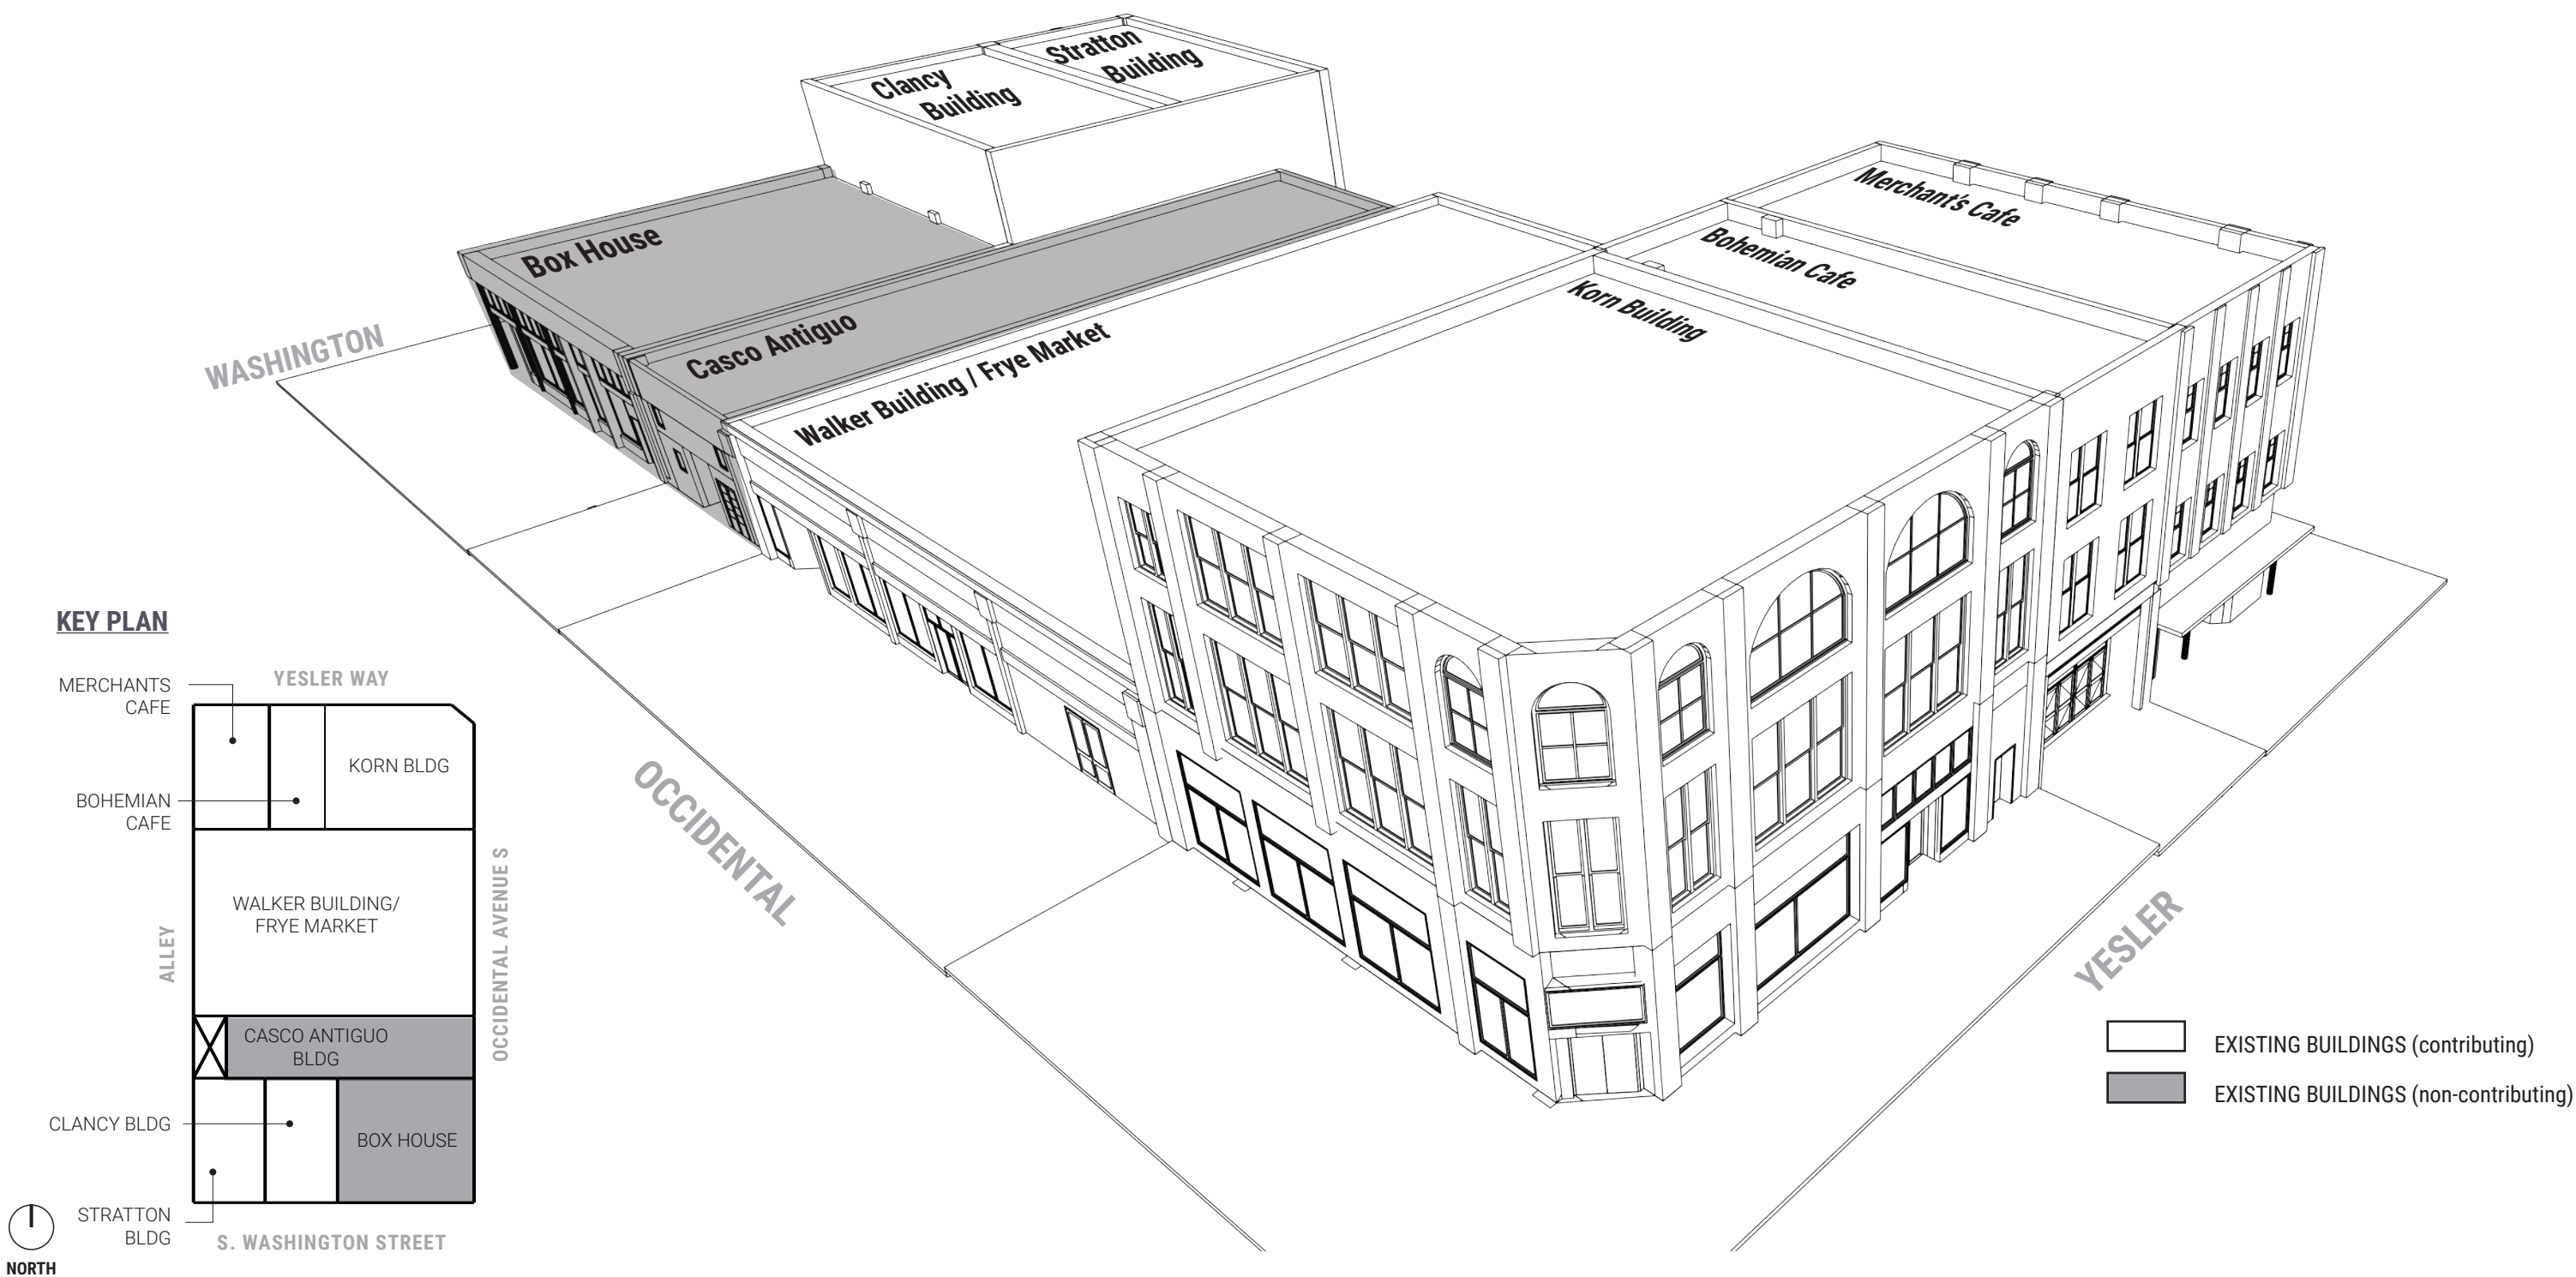 Stratton
Building
Clancy
Building
Merchant's Cafe
Bohemian Cafe
Box House
Korn Building
Casco Antiguo
Walker Building / Frye Market
WASHINGTON
OCCIDENTAL
YESLER
KEY PLAN
YESLER WAY
MERCHANTS
CAFE
KORN BLDG
BOHEMIAN
CAFE
WALKER BUILDING/
FRYE MARKET
ALLEY
OCCIDENTAL AVENUE S
CASCO ANTIGUO
BLDG
CLANCY BLDG
BOX HOUSE
STRATTON
BLDG
S. WASHINGTON STREET
NORTH
EXISTING BUILDINGS (contributing)
EXISTING BUILDINGS (non-contributing)